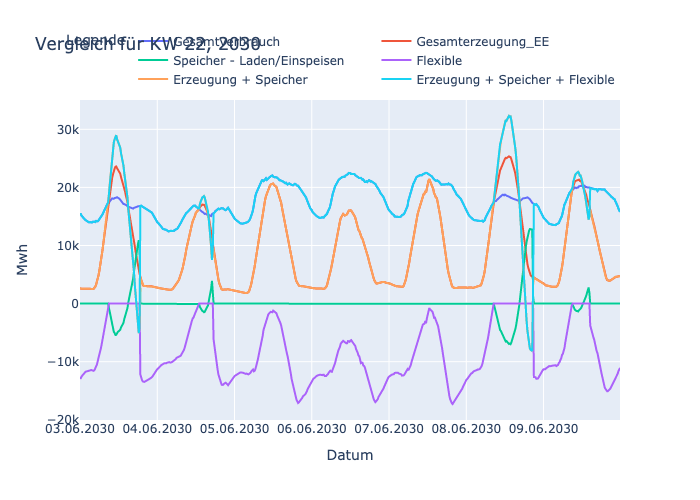 Vergleich für KW 22, 2030
Legende
Gesamtverbrauch
Gesamterzeugung_EE
Speicher - Laden/Einspeisen
Flexible
Erzeugung + Speicher
Erzeugung + Speicher + Flexible
30k
20k
10k
0
−10k
−20k
Mwh
03.06.2030 04.06.2030 05.06.2030 06.06.2030 07.06.2030 08.06.2030 09.06.2030
Datum